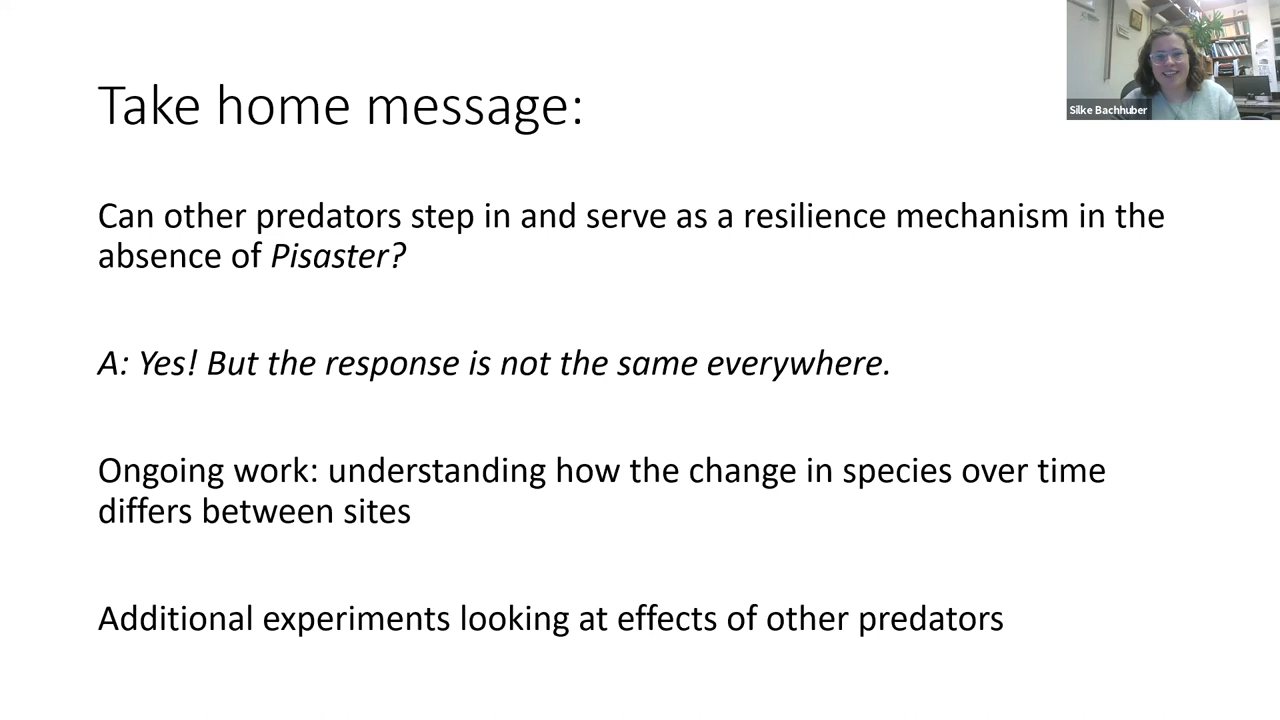 Take home message:
Silke Bachhuber
Can other predators step in and serve as a resilience mechanism in the
absence of Pisaster?
A: Yes! But the response is not the same everywhere.
Ongoing work: understanding how the change in species over time
differs between sites
Additional experiments looking at effects of other predators